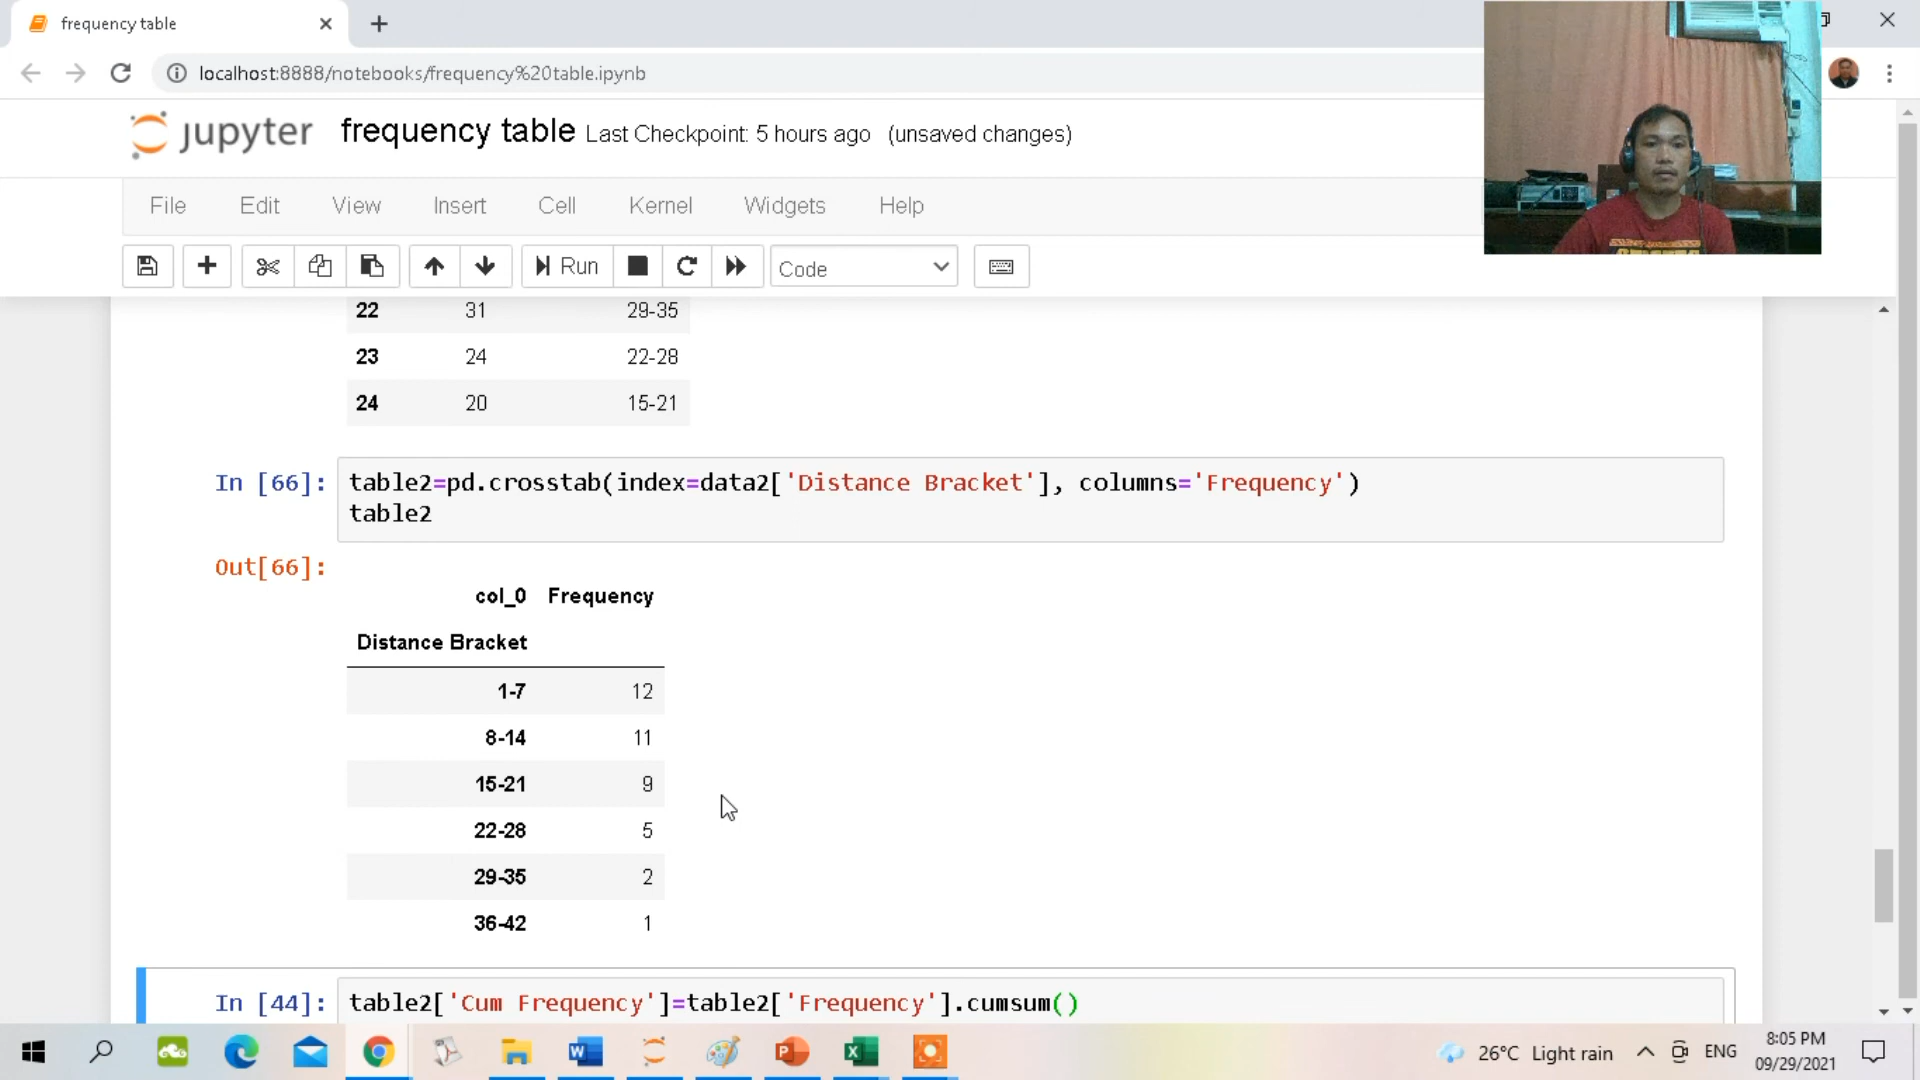 frequency table
localhost:8888/notebooks/frequency%20table.ipynb
jupyter frequency table Last Checkpoint: 5 hours ago (unsaved changes)
File Edit View Insert Cell Kernel Widgets Help
Run Code
22 31 29-35
23 24 22-28
24 20 15-21
In [66]: table2=pd.crosstab(index=data2['Distance Bracket'], columns='Frequency')
table2
Out[66]:
col_0 Frequency
Distance Bracket
1-7 12
8-14 11
15-21 9
22-28 5
29-35 2
36-42 1
In [44]: table2['Cum Frequency']=table2['Frequency'].cumsum()
26°C Light rain ENG 8:05 PM
09/29/2021